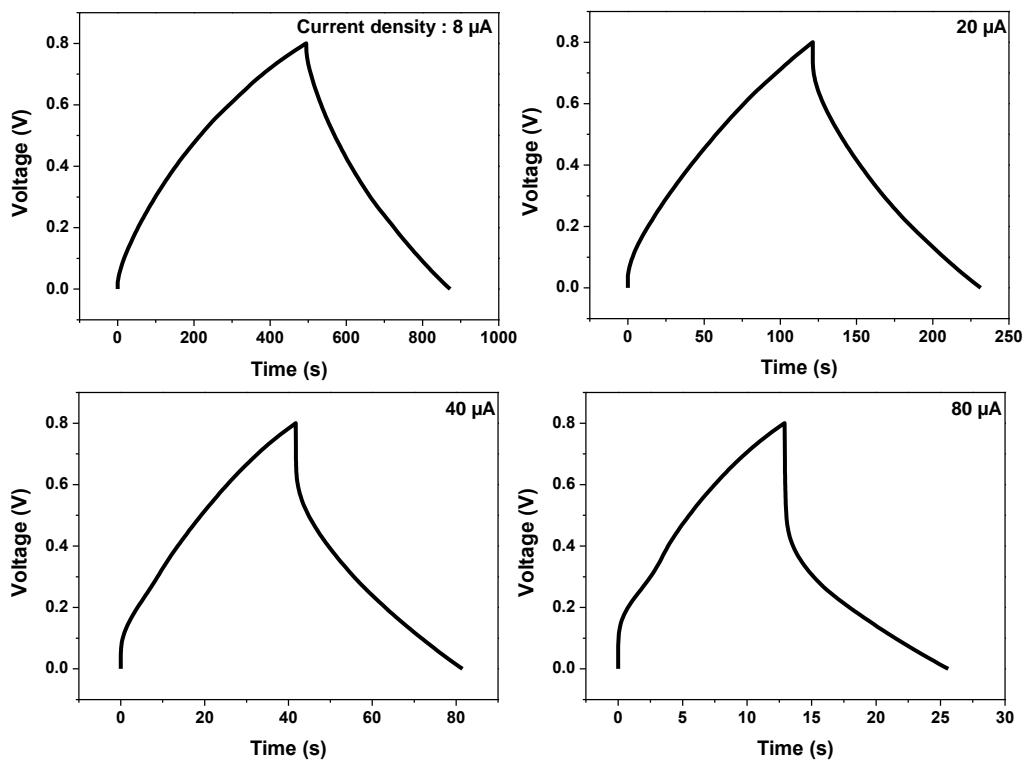 Current density : 8 µA
0.8
0.6
0.4
0.2
0.0
Voltage (V)
0 200 400 600 800 1000
Time (s)
20 µA
0.8
0.6
0.4
0.2
0.0
Voltage (V)
0 50 100 150 200 250
Time (s)
40 µA
0.8
0.6
0.4
0.2
0.0
Voltage (V)
0 20 40 60 80
Time (s)
80 µA
0.8
0.6
0.4
0.2
0.0
Voltage (V)
0 5 10 15 20 25 30
Time (s)